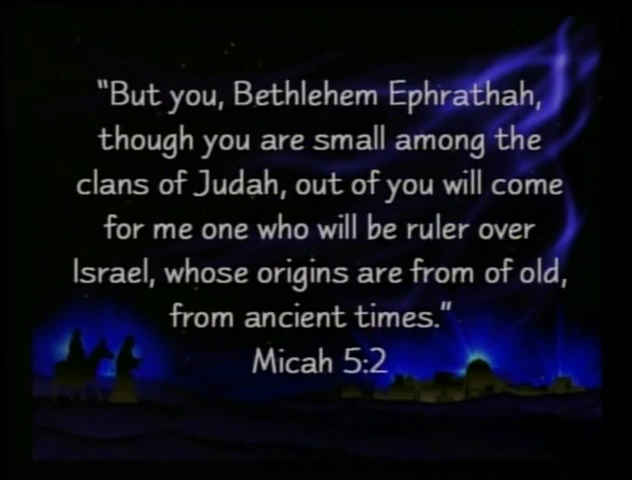 "But you, Bethlehem Ephrathah,
though you are small among the
clans of Judah, out of you will come
for me one who will be ruler over
Israel, whose origins are from of old,
from ancient times."
Micah 5:2